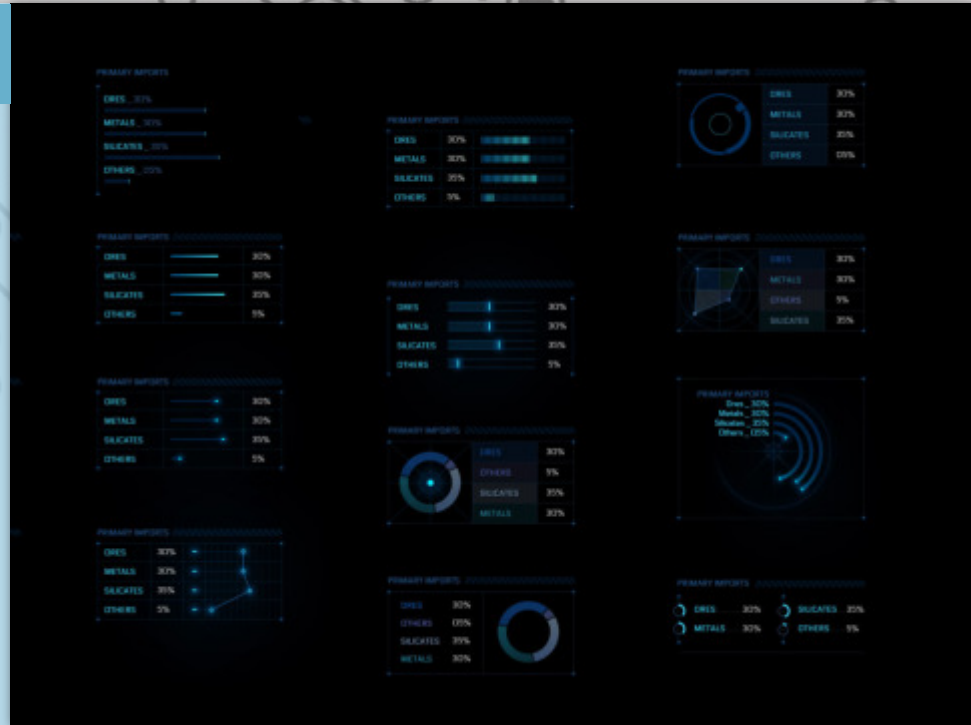 PRIMARY IMPORTS
ORES _ 30%
METALS _ 30%
SILICATES _ 35%
OTHERS _ 05%
PRIMARY IMPORTS
ORES 30%
METALS 30%
SILICATES 35%
OTHERS 5%
PRIMARY IMPORTS
ORES 30%
METALS 30%
SILICATES 35%
OTHERS 5%
PRIMARY IMPORTS
ORES 30%
METALS 30%
SILICATES 35%
OTHERS 5%
PRIMARY IMPORTS
ORES 30%
METALS 30%
SILICATES 35%
OTHERS 5%
PRIMARY IMPORTS
ORES 30%
METALS 30%
SILICATES 35%
OTHERS 5%
PRIMARY IMPORTS
ORES 30%
OTHERS 5%
SILICATES 35%
METALS 30%
PRIMARY IMPORTS
ORES 30%
OTHERS 05%
SILICATES 35%
METALS 30%
PRIMARY IMPORTS
ORES 30%
METALS 30%
SILICATES 35%
OTHERS 05%
PRIMARY IMPORTS
ORES 30%
METALS 30%
OTHERS 5%
SILICATES 35%
PRIMARY IMPORTS
Ores _ 30%
Metals _ 30%
Silicates _ 35%
Others _ 05%
PRIMARY IMPORTS
ORES 30% SILICATES 35%
METALS 30% OTHERS 5%